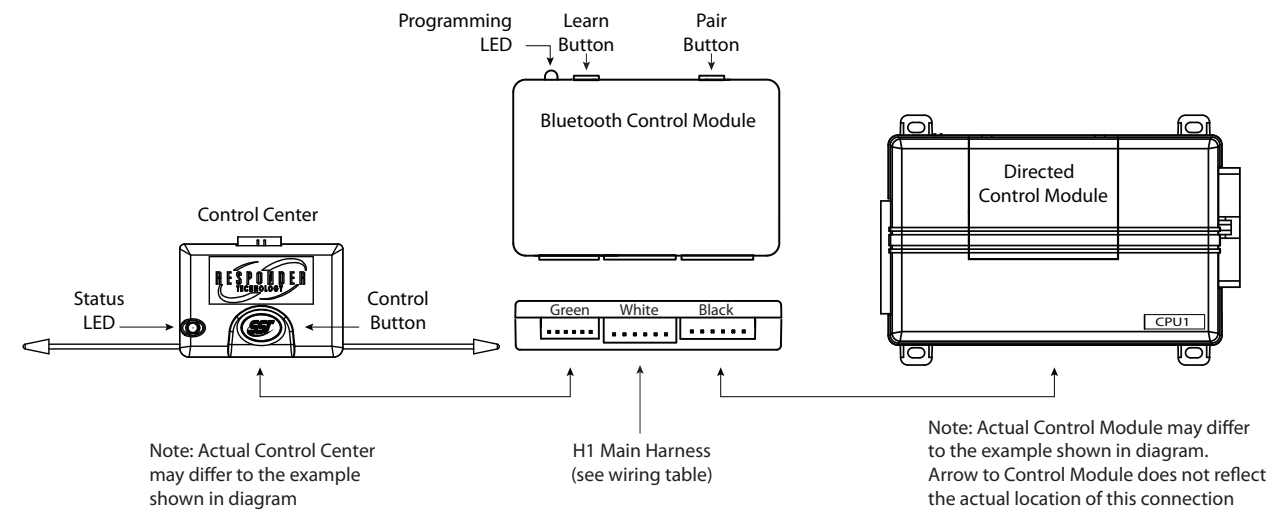 Programming
LED
Learn
Button
Pair
Button
Bluetooth Control Module
Directed
Control Module
CPU1
Control Center
RESPONDER
TECHNOLOGY
SST
Status
LED
Control
Button
Green
White
Black
Note: Actual Control Center
may differ to the example
shown in diagram
H1 Main Harness
(see wiring table)
Note: Actual Control Module may differ
to the example shown in diagram.
Arrow to Control Module does not reflect
the actual location of this connection